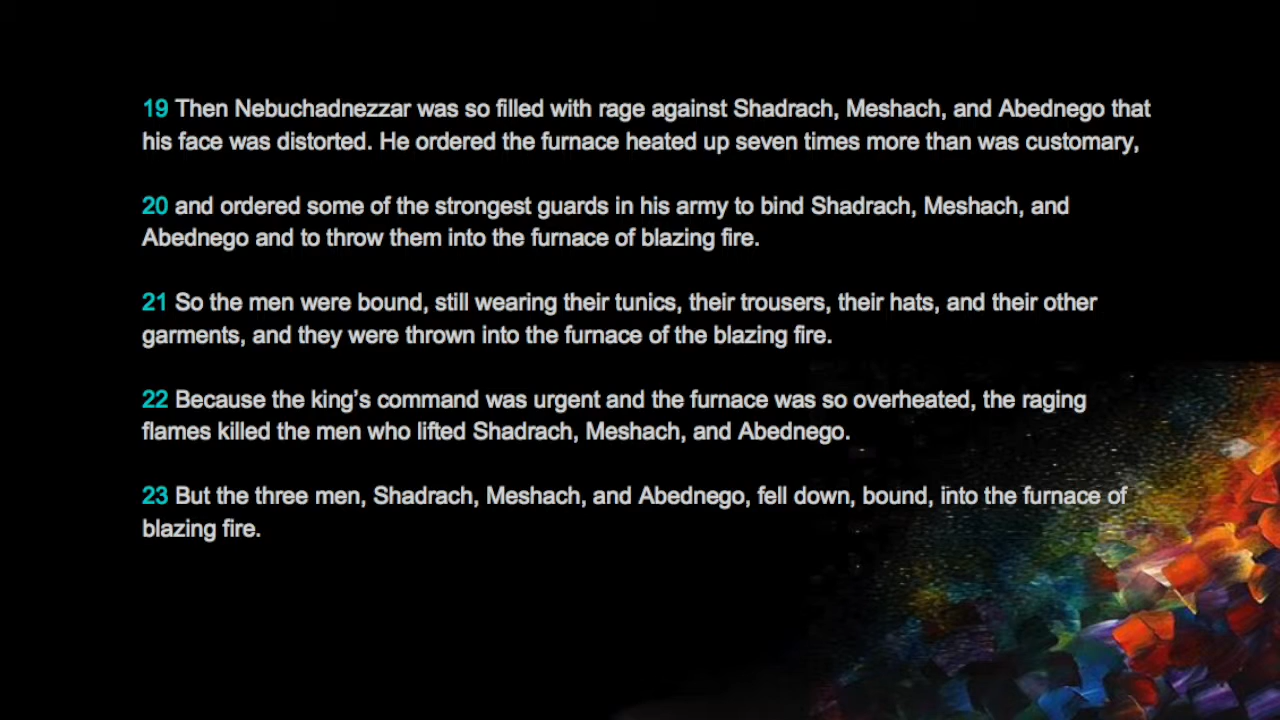 19 Then Nebuchadnezzar was so filled with rage against Shadrach, Meshach, and Abednego that
his face was distorted. He ordered the furnace heated up seven times more than was customary,
20 and ordered some of the strongest guards in his army to bind Shadrach, Meshach, and
Abednego and to throw them into the furnace of blazing fire.
21 So the men were bound, still wearing their tunics, their trousers, their hats, and their other
garments, and they were thrown into the furnace of the blazing fire.
22 Because the king’s command was urgent and the furnace was so overheated, the raging
flames killed the men who lifted Shadrach, Meshach, and Abednego.
23 But the three men, Shadrach, Meshach, and Abednego, fell down, bound, into the furnace of
blazing fire.